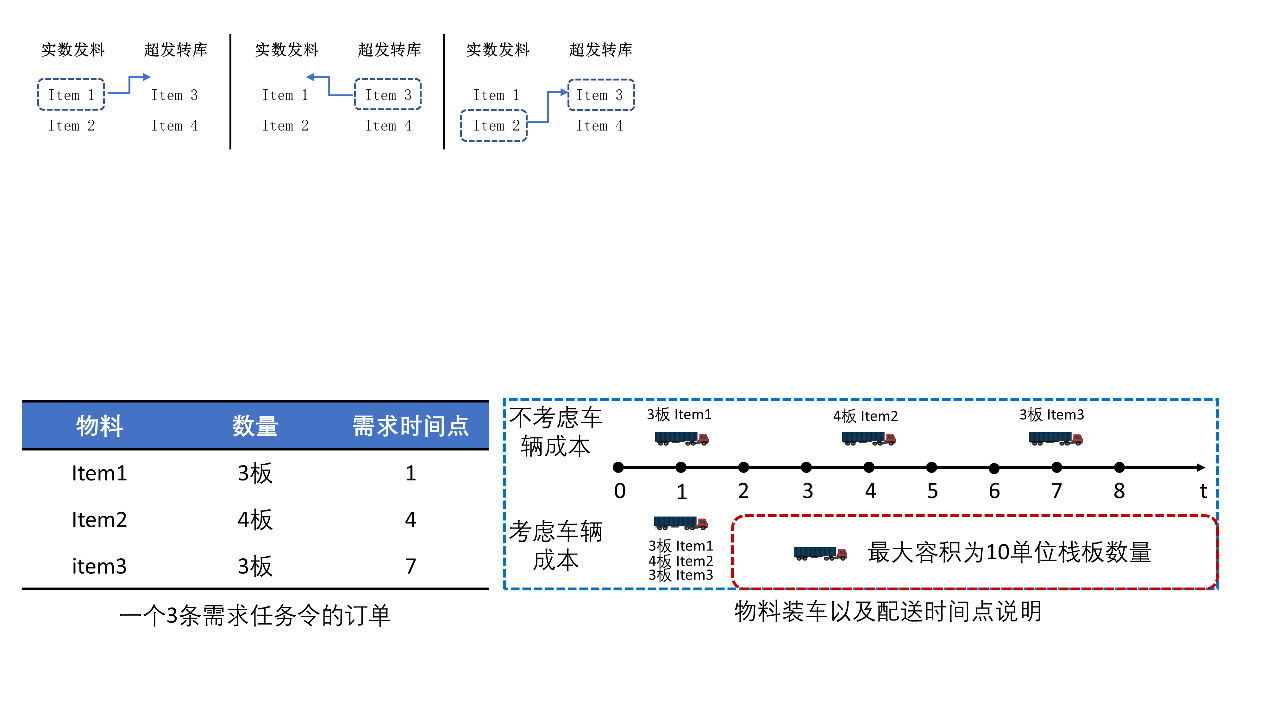 实数发料 超发转库 实数发料 超发转库 实数发料 超发转库
Item 1 Item 3 Item 1 Item 3 Item 1 Item 3
Item 2 Item 4 Item 2 Item 4 Item 2 Item 4
物料 数量 需求时间点
Item1 3板 1
Item2 4板 4
item3 3板 7
一个3条需求任务令的订单
不考虑车
辆成本
3板 Item1 4板 Item2 3板 Item3
0 1 2 3 4 5 6 7 8 t
考虑车辆
成本
3板 Item1
4板 Item2
3板 Item3
最大容积为10单位栈板数量
物料装车以及配送时间点说明